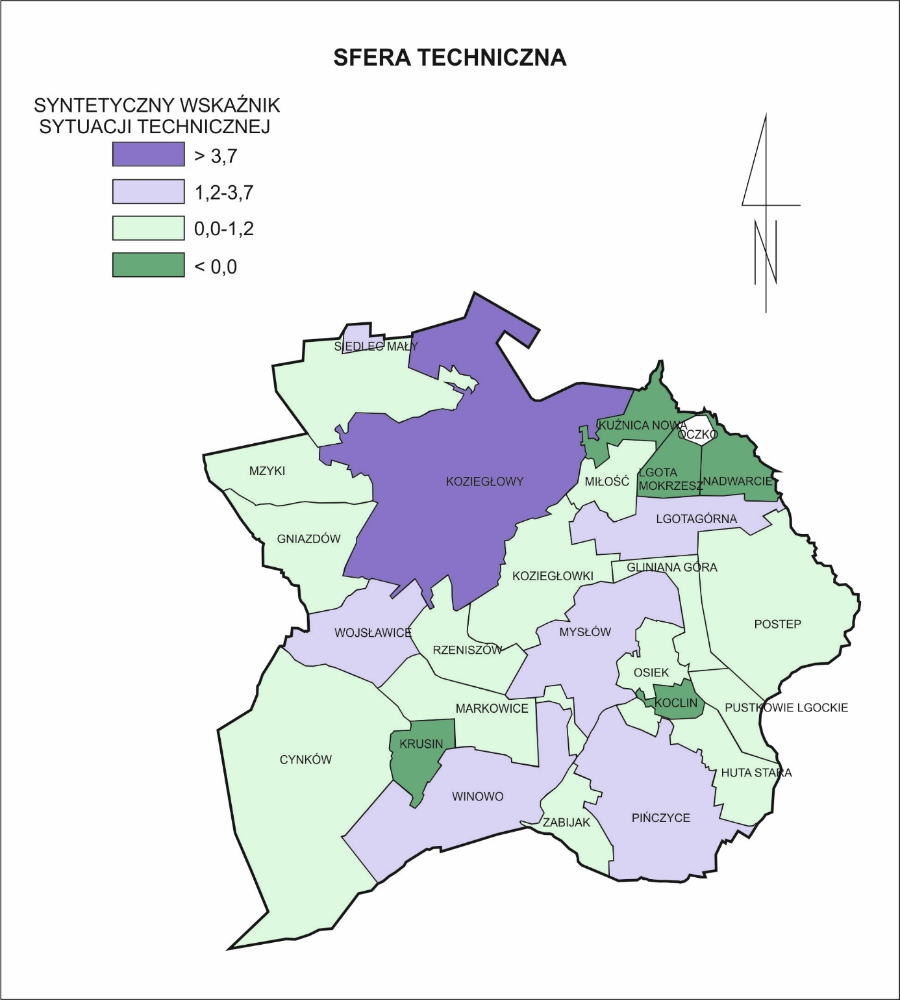 SFERA TECHNICZNA
SYNTETYCZNY WSKAŹNIK
SYTUACJI TECHNICZNEJ
> 3,7
1,2-3,7
0,0-1,2
< 0,0
N
SIEDLEC MAŁY
KUŹNICA NOWA
OCZKO
MZYKI
KOZIEGŁOWY
MIŁOŚĆ
LGOTA
MOKRZESZ
NADWARCIE
LGOTAGÓRNA
GNIAZDÓW
GLINIANA GÓRA
KOZIEGŁOWKI
POSTEP
WOJSŁAWICE
MYSŁÓW
RZENISZÓW
OSIEK
KOCLIN
PUSTKOWIE LGOCKIE
MARKOWICE
KRUSIN
CYNKÓW
HUTA STARA
WINOWO
ZABIJAK
PIŃCZYCE